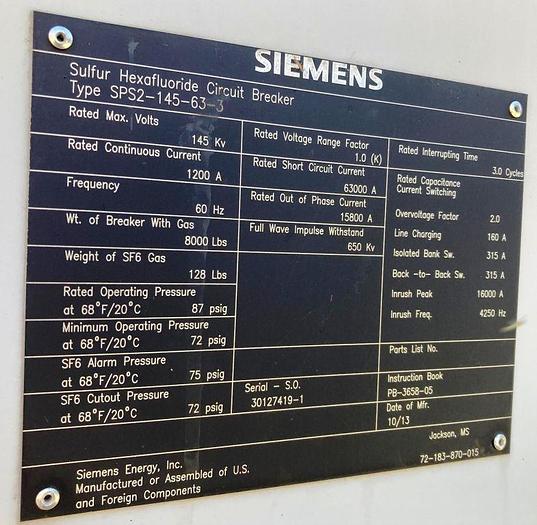 SIEMENS
Sulfur Hexafluoride Circuit Breaker
Type SPS2-145-63-3
Rated Max. Volts
145 Kv
Rated Continuous Current
1200 A
Frequency
60 Hz
Wt. of Breaker With Gas
8000 Lbs
Weight of SF6 Gas
128 Lbs
Rated Operating Pressure
at 68°F/20°C 87 psig
Minimum Operating Pressure
at 68°F/20°C 72 psig
SF6 Alarm Pressure
at 68°F/20°C 75 psig
SF6 Cutout Pressure
at 68°F/20°C 72 psig
Rated Voltage Range Factor
1.0 (K)
Rated Short Circuit Current
63000 A
Rated Out of Phase Current
15800 A
Full Wave Impulse Withstand
650 Kv
Serial - S.O.
30127419-1
Rated Interrupting Time
3.0 Cycles
Rated Capacitance
Current Switching
Overvoltage Factor 2.0
Line Charging 160 A
Isolated Bank Sw. 315 A
Back -to- Back Sw. 315 A
Inrush Peak 16000 A
Inrush Freq. 4250 Hz
Parts List No.
Instruction Book
PB-3658-05
Date of Mfr.
10/13
Siemens Energy, Inc.
Manufactured or Assembled of U.S.
and Foreign Components
Jackson, MS
72-183-870-015